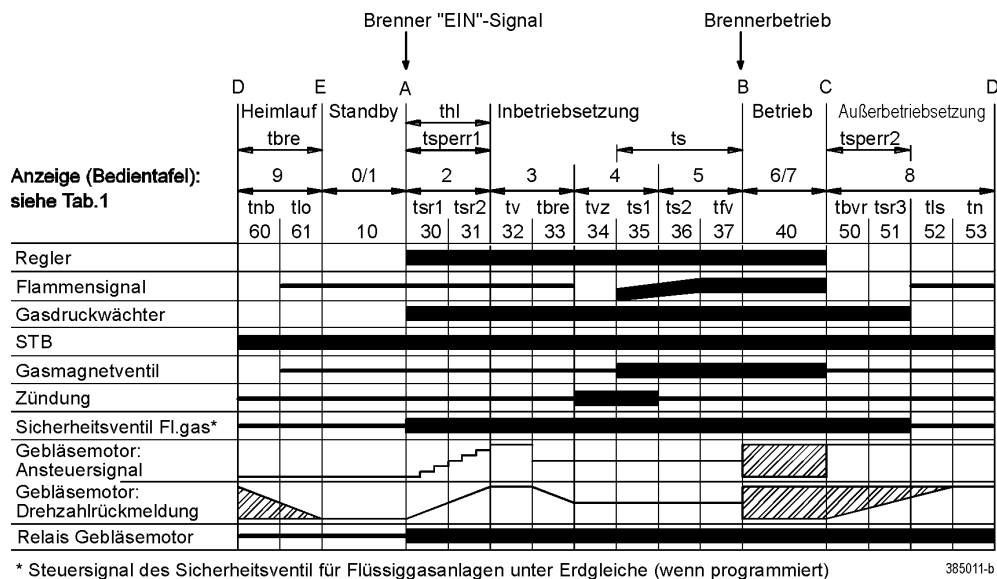 Brenner "EIN"-Signal Brennerbetrieb
D E A B C D
Heimlauf Standby thl Inbetriebsetzung Betrieb Außerbetriebsetzung
tbre tsperr1 ts tsperr2
Anzeige (Bedientafel): 9 0/1 2 3 4 5 6/7 8
siehe Tab.1
tnb tlo tsr1 tsr2 tv tbre tvz ts1 ts2 tfv tbvr tsr3 tls tn
60 61 10 30 31 32 33 34 35 36 37 40 50 51 52 53
Regler
Flammensignal
Gasdruckwächter
STB
Gasmagnetventil
Zündung
Sicherheitsventil Fl.gas*
Gebläsemotor:
Ansteuersignal
Gebläsemotor:
Drehzahlrückmeldung
Relais Gebläsemotor
* Steuersignal des Sicherheitsventil für Flüssiggasanlagen unter Erdgleiche (wenn programmiert) 385011-b